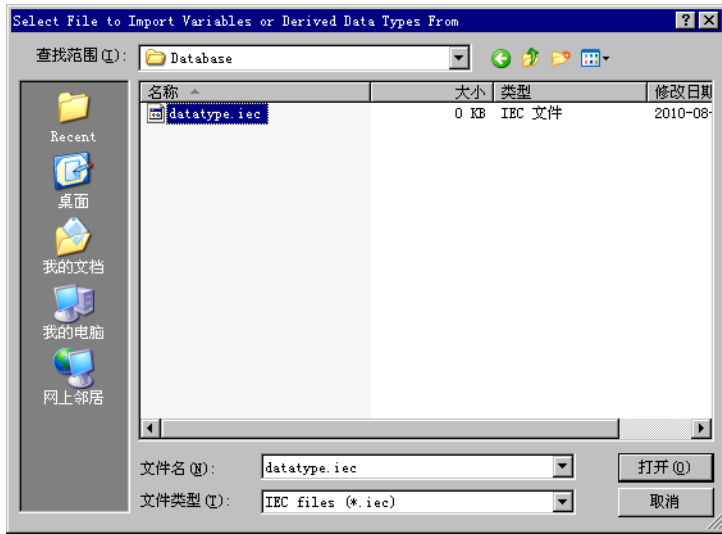 Select File to Import Variables or Derived Data Types From
查找范围(I):
Database
名称
大小
类型
修改日期
datatype.iec
0 KB
IEC 文件
2010-08-
Recent
桌面
我的文档
我的电脑
网上邻居
文件名(N):
datatype.iec
打开(O)
文件类型(T):
IEC files (*.iec)
取消